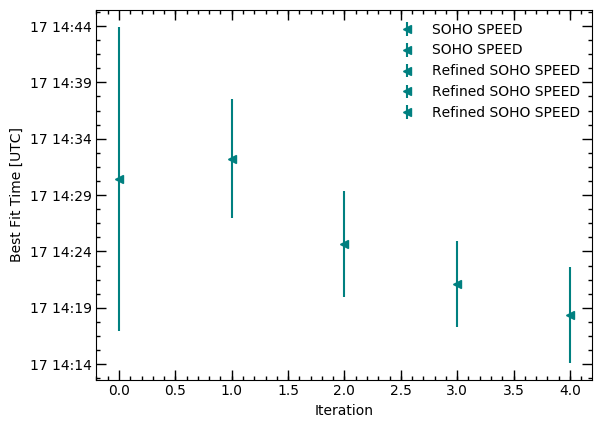 SOHO SPEED
SOHO SPEED
Refined SOHO SPEED
Refined SOHO SPEED
Refined SOHO SPEED
Best Fit Time [UTC]
17 14:44
17 14:39
17 14:34
17 14:29
17 14:24
17 14:19
17 14:14
0.0 0.5 1.0 1.5 2.0 2.5 3.0 3.5 4.0
Iteration